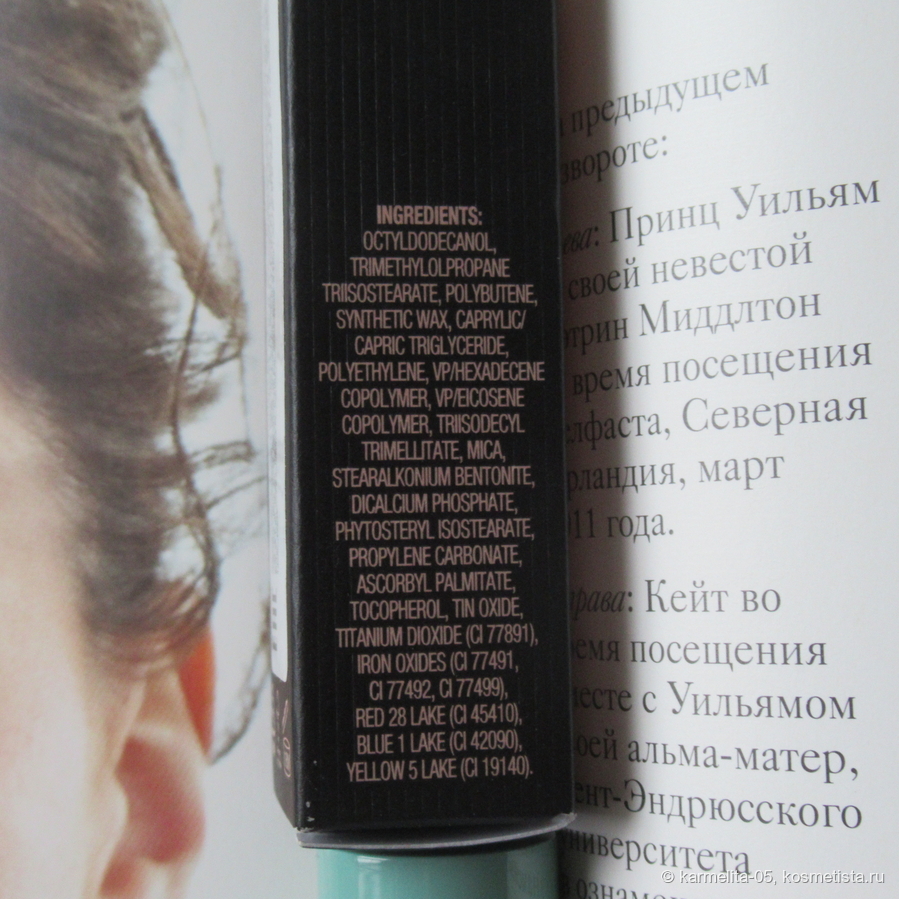 INGREDIENTS:
OCTYLDODECANOL,
TRIMETHYLOLPROPANE
TRIISOSTEARATE, POLYBUTENE,
SYNTHETIC WAX, CAPRYLIC/
CAPRIC TRIGLYCERIDE,
POLYETHYLENE, VP/HEXADECENE
COPOLYMER, VP/EICOSENE
COPOLYMER, TRIISODECYL
TRIMELLITATE, MICA,
STEARALKONIUM BENTONITE,
DICALCIUM PHOSPHATE,
PHYTOSTERYL ISOSTEARATE,
PROPYLENE CARBONATE,
ASCORBYL PALMITATE,
TOCOPHEROL, TIN OXIDE,
TITANIUM DIOXIDE (CI 77891),
IRON OXIDES (CI 77491,
CI 77492, CI 77499),
RED 28 LAKE (CI 45410),
BLUE 1 LAKE (CI 42090),
YELLOW 5 LAKE (CI 19140).
предыдущем
звороте:
Принц Уильям
своей невестой
Миддлтон
время посещения
Северная
март
11 года.
Кейт во
посещения
с Уильямом
альма-матер,
© karmelita-05, kosmetista.ru